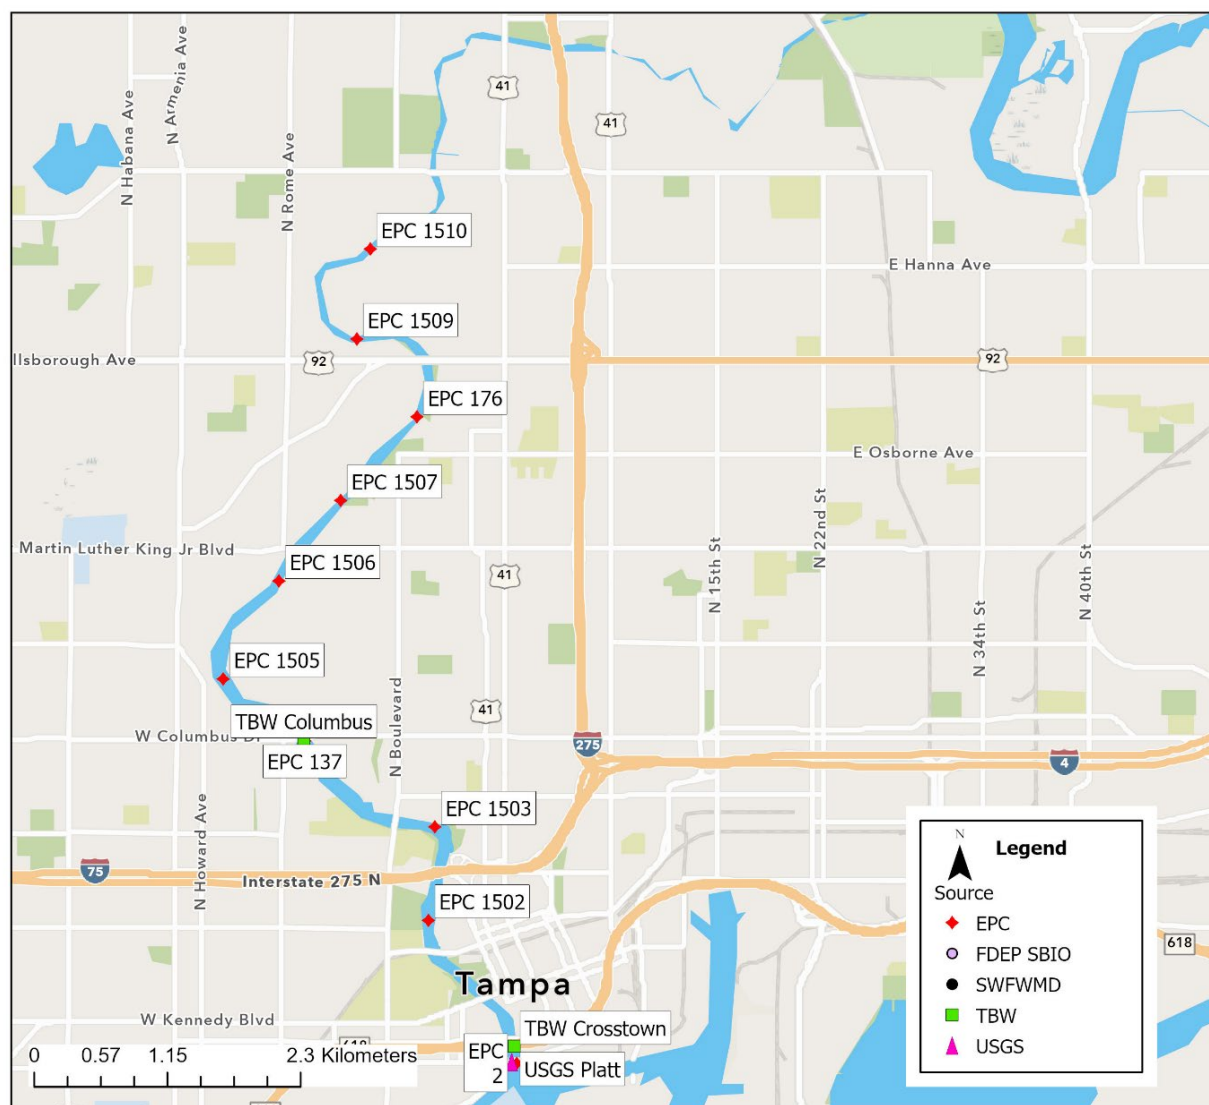 N Habana Ave
N Armenia Ave
N Rome Ave
41
41
EPC 1510
E Hanna Ave
EPC 1509
llsborough Ave
92
92
EPC 176
E Osborne Ave
EPC 1507
Martin Luther King Jr Blvd
N 22nd St
EPC 1506
41
N 15th St
N 40th St
N 34th St
EPC 1505
N Boulevard
41
TBW Columbus
W Columbus Dr
275
EPC 137
4
EPC 1503
N Howard Ave
75
Interstate 275 N
EPC 1502
618
Tampa
W Kennedy Blvd
TBW Crosstown
618
EPC
2
USGS Platt
0 0.57 1.15 2.3 Kilometers
N
Legend
Source
EPC
FDEP SBIO
SWFWMD
TBW
USGS